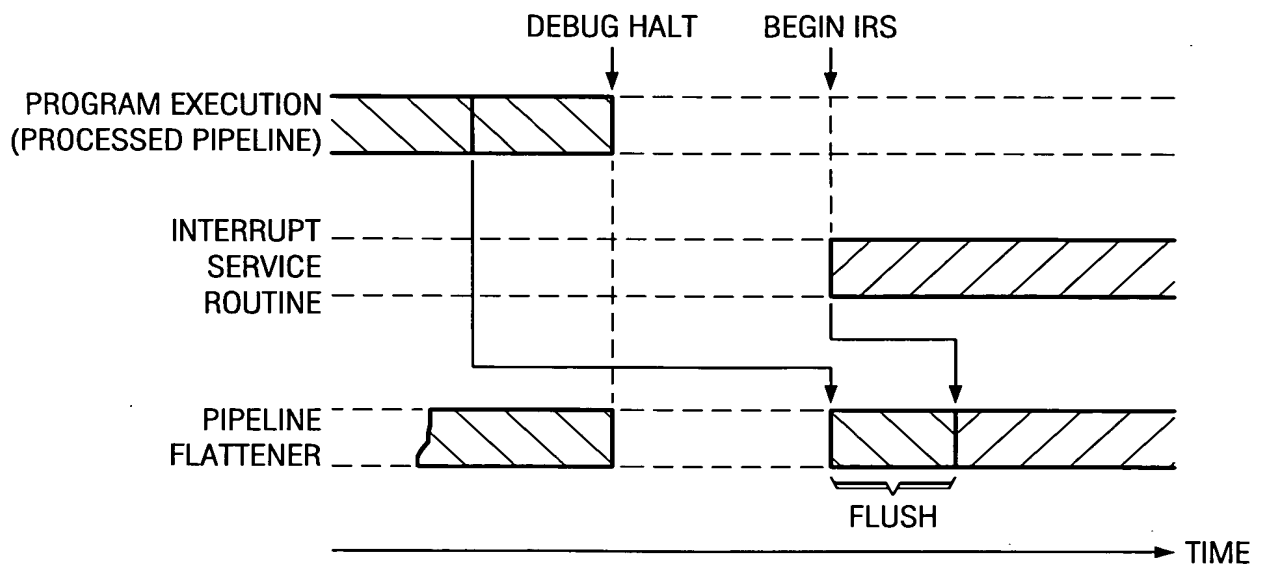 DEBUG HALT BEGIN IRS
PROGRAM EXECUTION
(PROCESSED PIPELINE)
INTERRUPT
SERVICE
ROUTINE
PIPELINE
FLATTENER
FLUSH
TIME